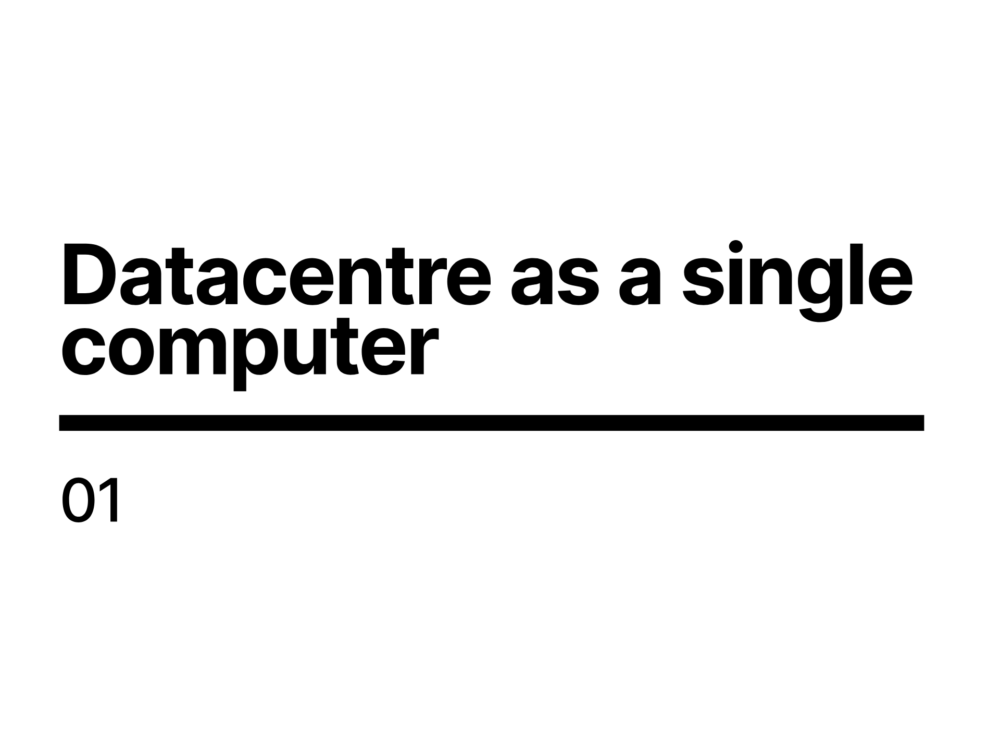 Datacentre as a single
computer
01